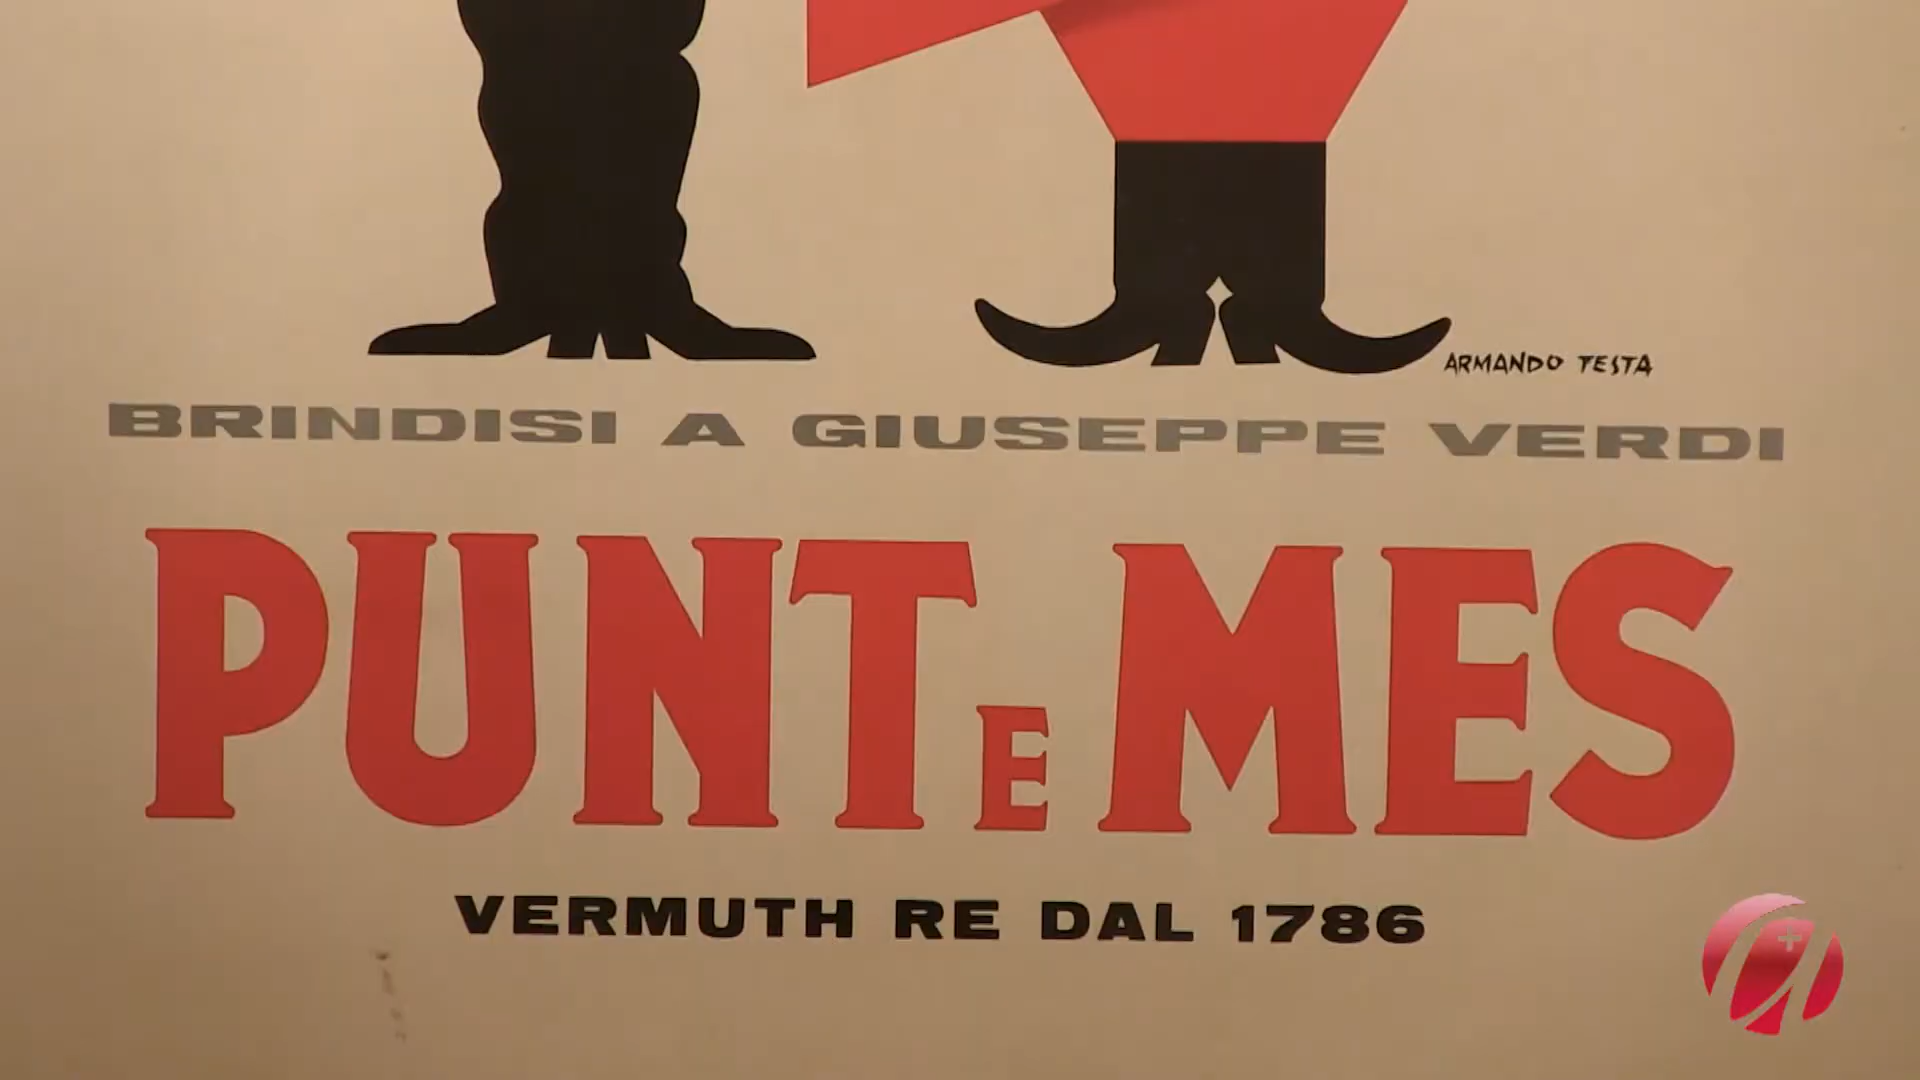 ARMANDO TESTA
BRINDISI A GIUSEPPE VERDI
PUNT E MES
VERMUTH RE DAL 1786